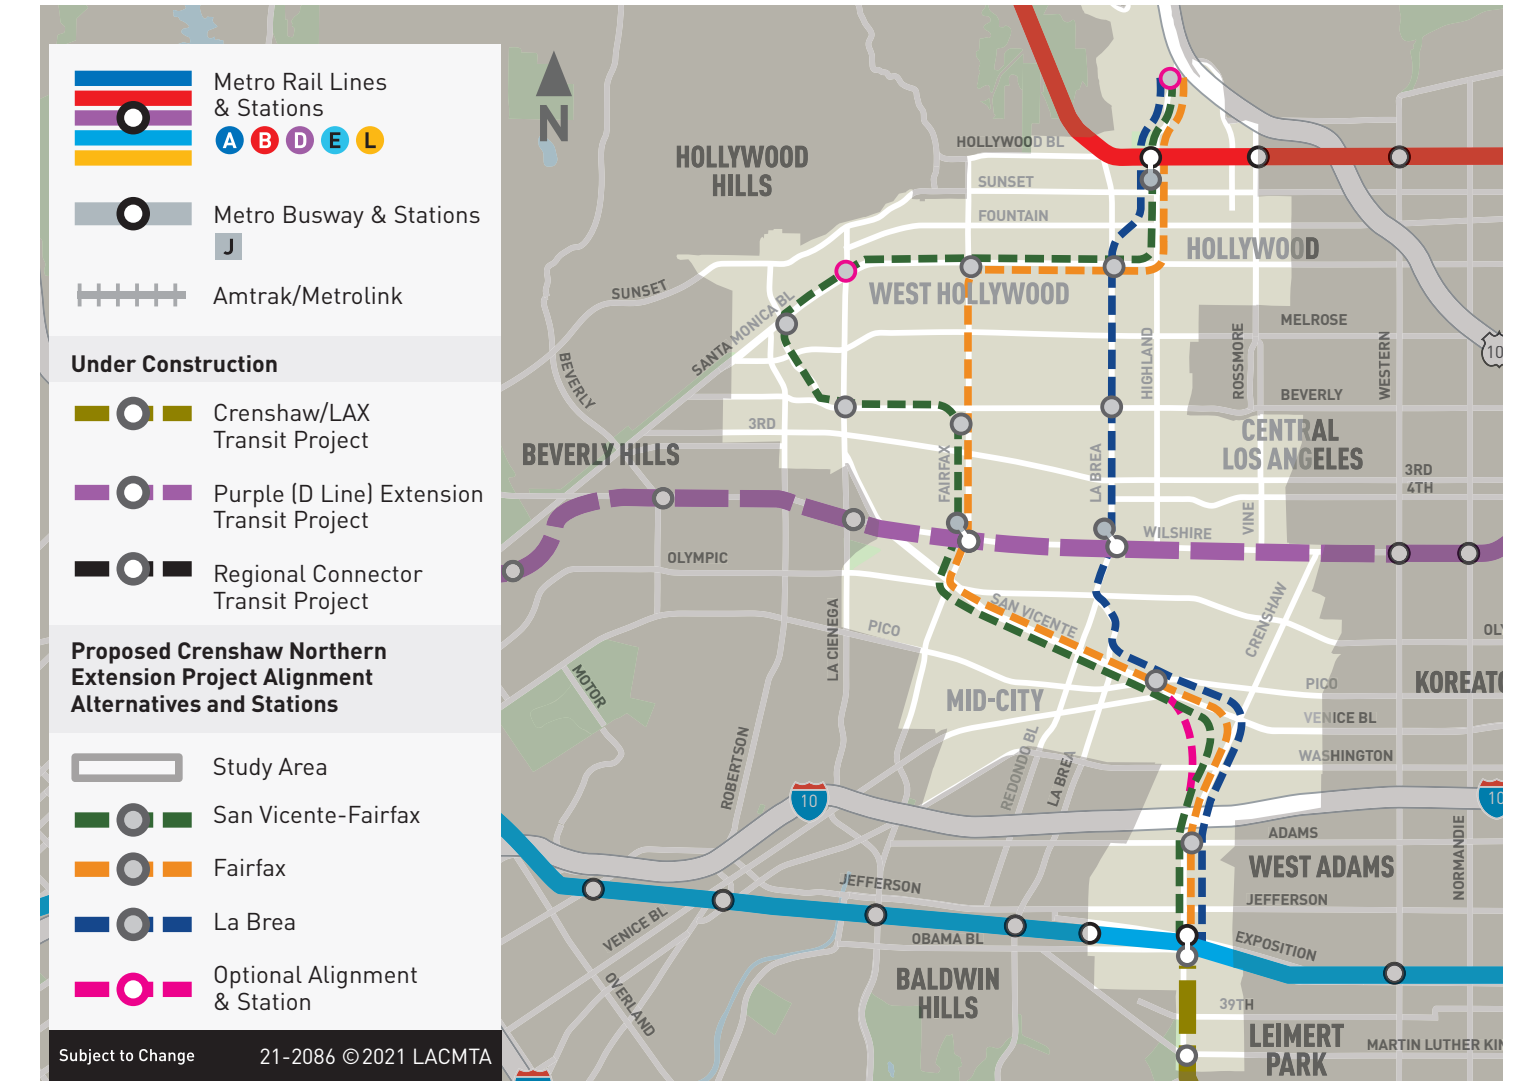 Metro Rail Lines
& Stations
A B D E L
Metro Busway & Stations
J
Amtrak/Metrolink
Under Construction
Crenshaw/LAX
Transit Project
Purple (D Line) Extension
Transit Project
Regional Connector
Transit Project
Proposed Crenshaw Northern
Extension Project Alignment
Alternatives and Stations
Study Area
San Vicente-Fairfax
Fairfax
La Brea
Optional Alignment
& Station
Subject to Change
21-2086 ©2021 LACMTA
N
HOLLYWOOD
HILLS
HOLLYWOOD BL
SUNSET
FOUNTAIN
HOLLYWOOD
SUNSET
WEST HOLLYWOOD
SANTA MONICA BL
MELROSE
HIGHLAND
ROSSMORE
WESTERN
10
BEVERLY
BEVERLY
3RD
BEVERLY HILLS
CENTRAL
LOS ANGELES
FAIRFAX
LA BREA
3RD
4TH
VINE
WILSHIRE
OLYMPIC
SAN VICENTE
CRENSHAW
LA CIENEGA
PICO
OLY
MOTOR
MID-CITY
PICO
KOREATO
VENICE BL
WASHINGTON
ROBERTSON
REDONDO BL
LA BREA
10
10
ADAMS
WEST ADAMS
NORMANDIE
JEFFERSON
JEFFERSON
VENICE BL
OBAMA BL
EXPOSITION
BALDWIN
HILLS
OVERLAND
39TH
LEIMERT
PARK
MARTIN LUTHER KIN